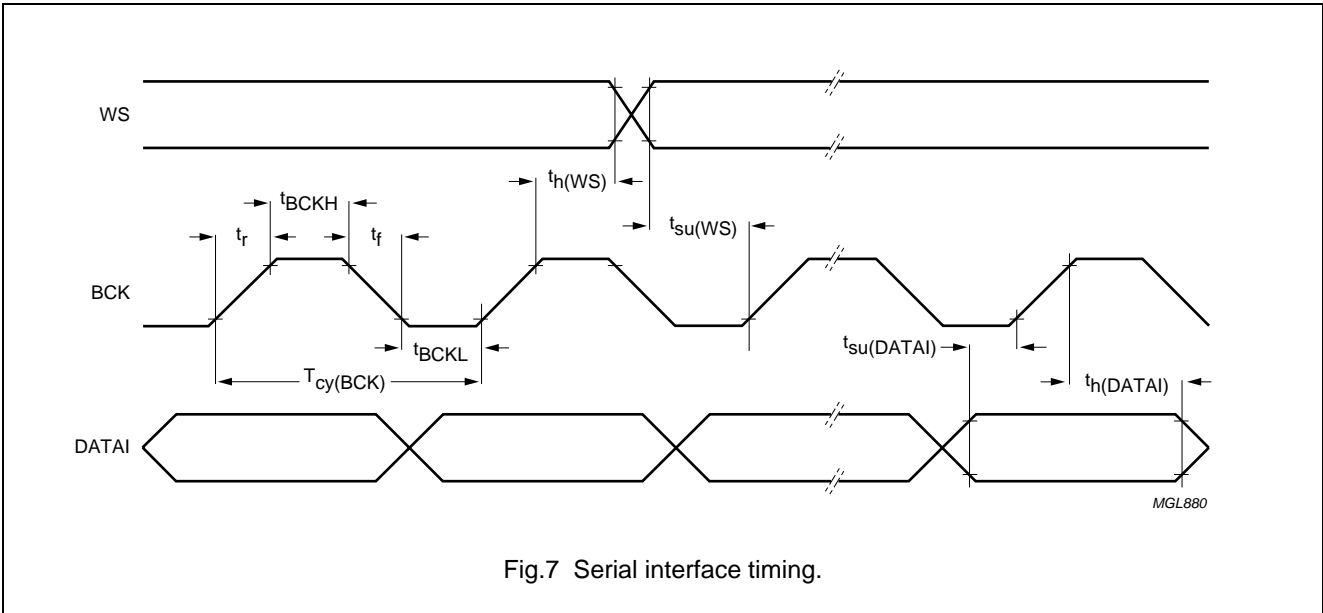 WS
th(WS)
tBCKH
tsu(WS)
tr
tf
BCK
tBCKL
tsu(DATAI)
Tcy(BCK)
th(DATAI)
DATAI
MGL880
Fig.7 Serial interface timing.